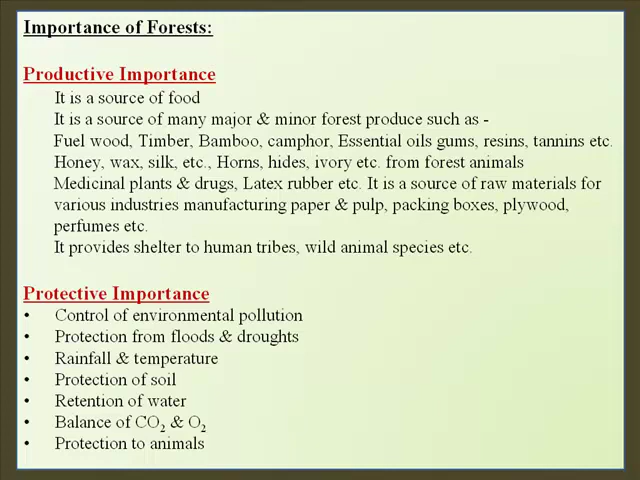 Importance of Forests:
Productive Importance
It is a source of food
It is a source of many major & minor forest produce such as -
Fuel wood, Timber, Bamboo, camphor, Essential oils gums, resins, tannins etc.
Honey, wax, silk, etc., Horns, hides, ivory etc. from forest animals
Medicinal plants & drugs, Latex rubber etc. It is a source of raw materials for
various industries manufacturing paper & pulp, packing boxes, plywood,
perfumes etc.
It provides shelter to human tribes, wild animal species etc.
Protective Importance
• Control of environmental pollution
• Protection from floods & droughts
• Rainfall & temperature
• Protection of soil
• Retention of water
• Balance of CO₂ & O₂
• Protection to animals